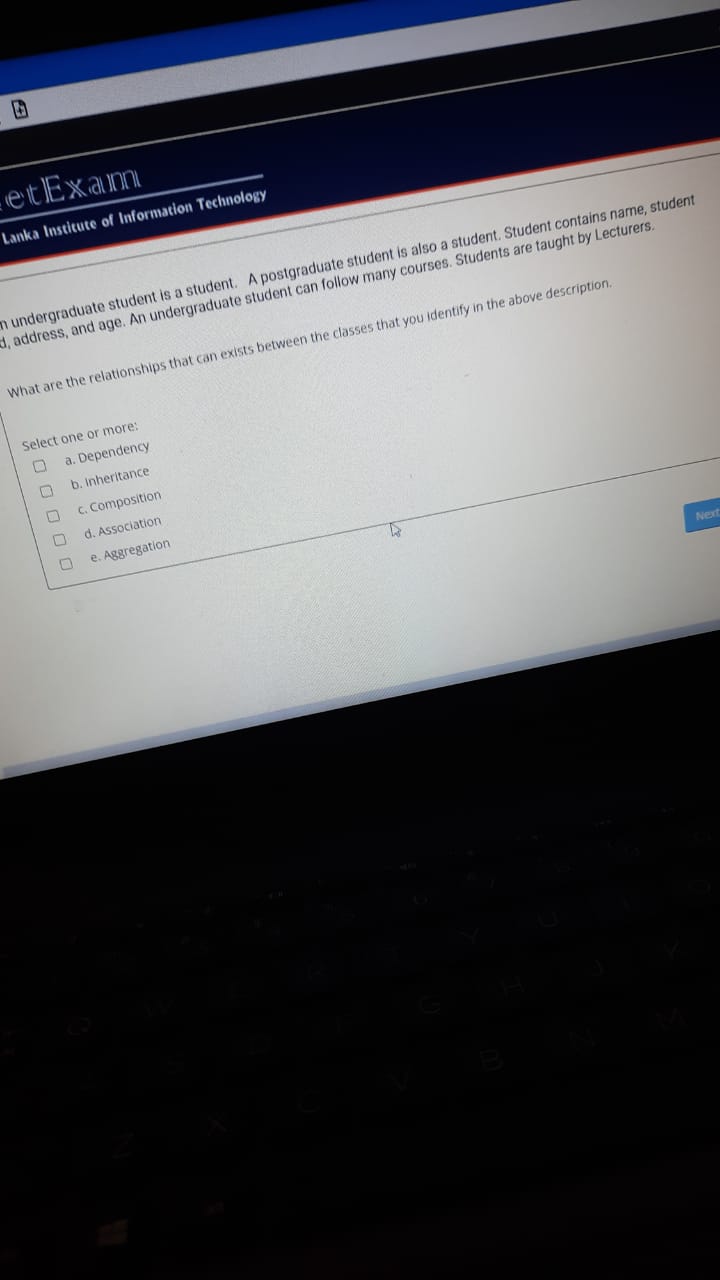 etExam
Lanka Institute of Information Technology
undergraduate student is a student. A postgraduate student is also a student. Student contains name, student
address, and age. An undergraduate student can follow many courses. Students are taught by Lecturers.
What are the relationships that can exists between the classes that you identify in the above description.
Select one or more:
a. Dependency
b. Inheritance
c. Composition
d. Association
e. Aggregation
Next